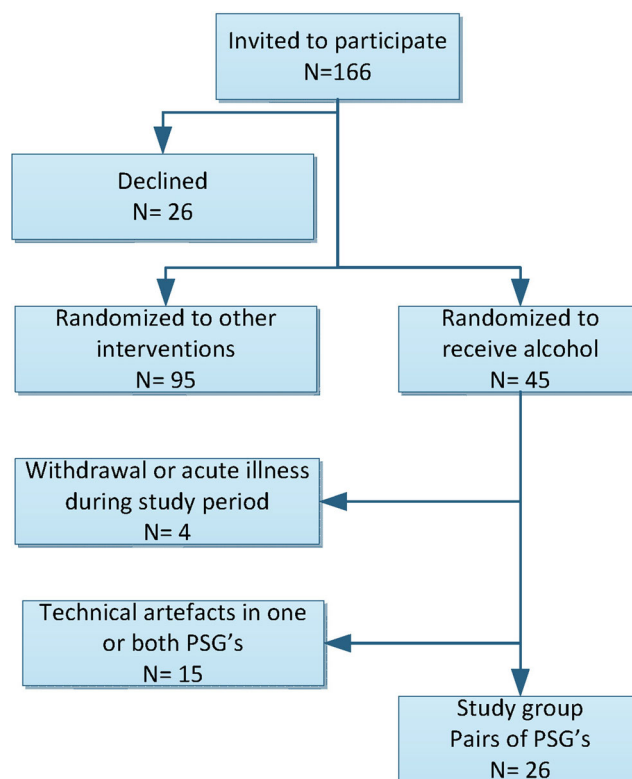 Invited to participate
N=166
Declined
N= 26
Randomized to other
interventions
N= 95
Randomized to
receive alcohol
N= 45
Withdrawal or acute illness
during study period
N= 4
Technical artefacts in one
or both PSG's
N= 15
Study group
Pairs of PSG's
N= 26